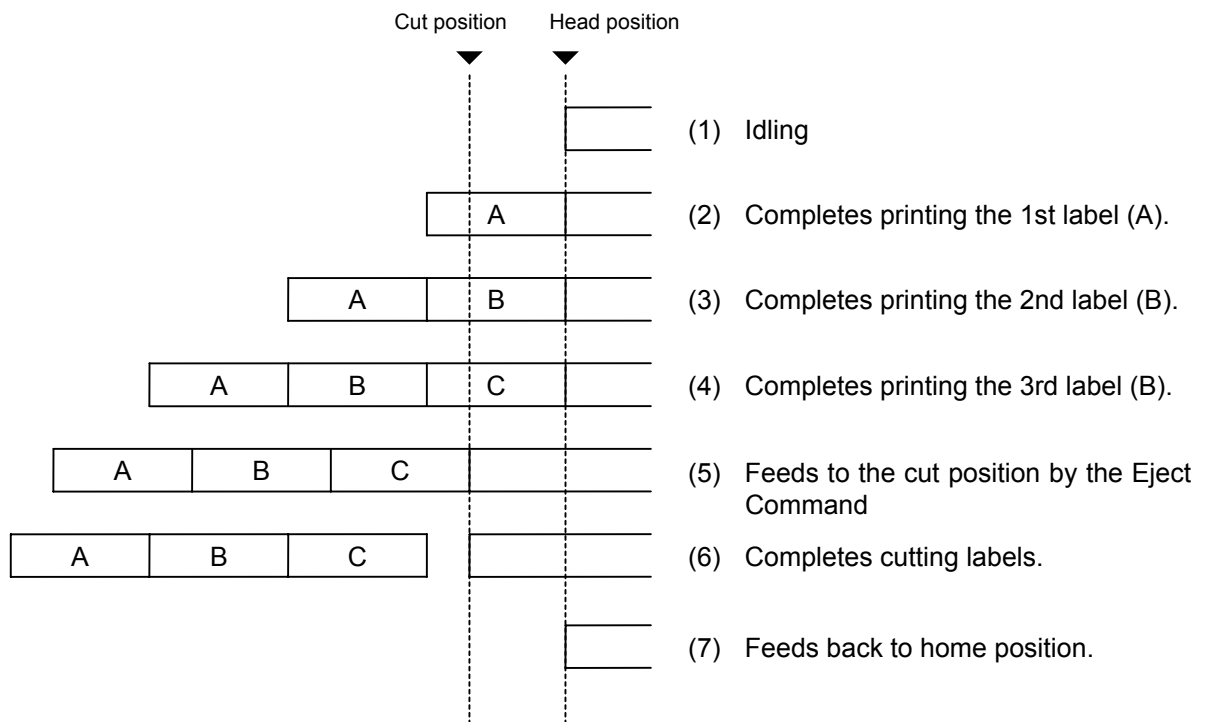 Cut position Head position
(1) Idling
A (2) Completes printing the 1st label (A).
A B (3) Completes printing the 2nd label (B).
A B C (4) Completes printing the 3rd label (B).
A B C (5) Feeds to the cut position by the Eject
Command
A B C (6) Completes cutting labels.
(7) Feeds back to home position.